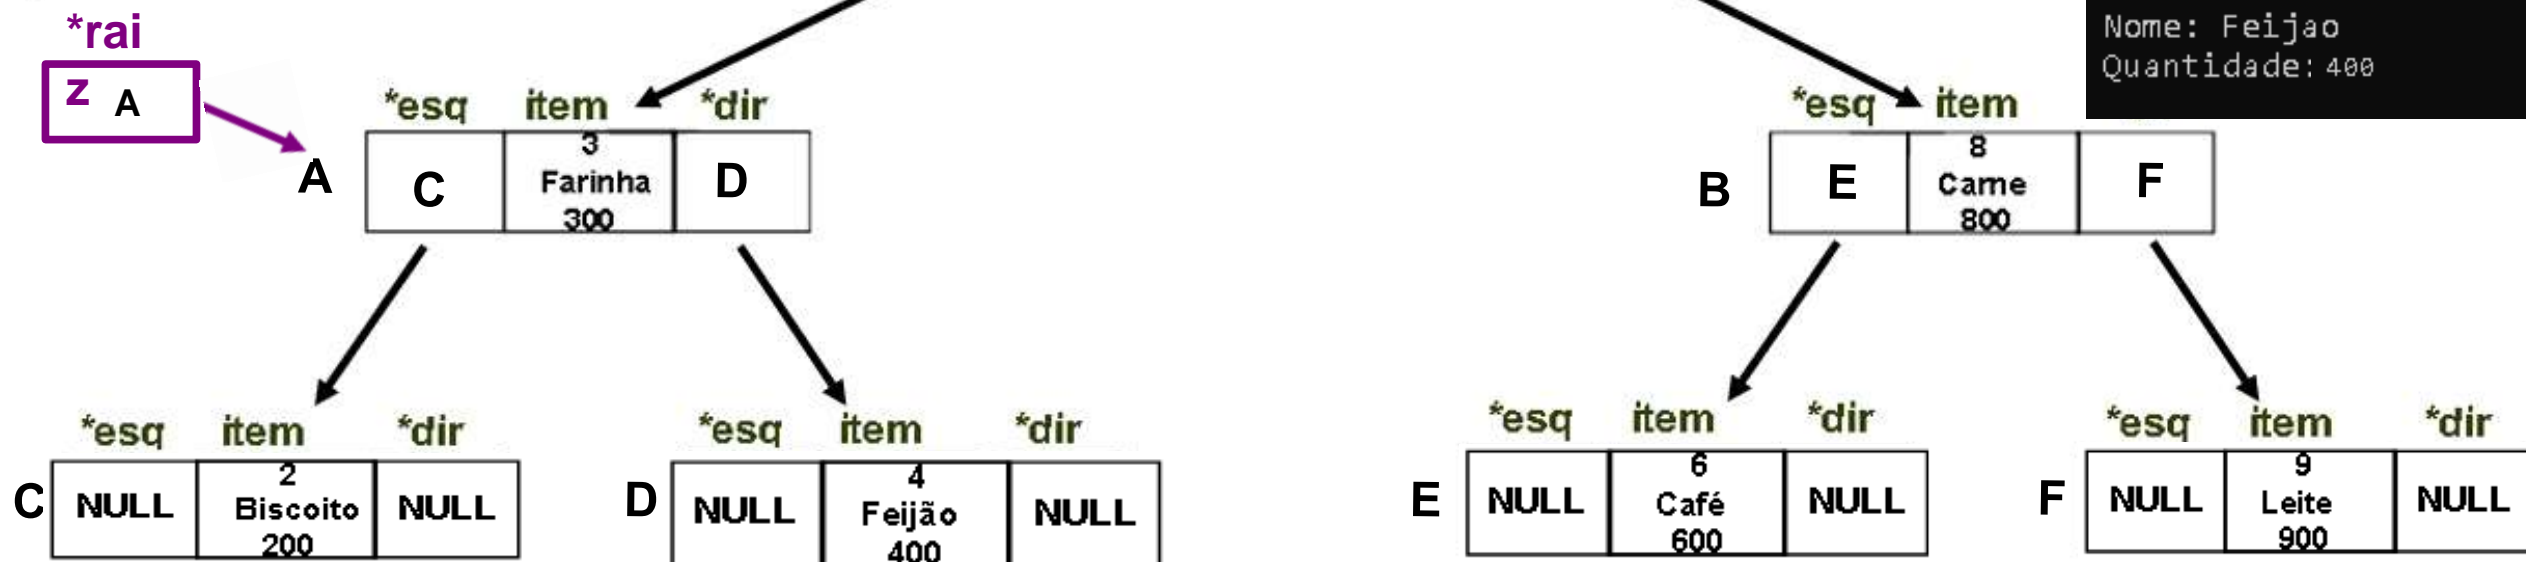 *rai
z A
Nome: Feijao
Quantidade: 400
*esq item *dir
*esq item
A C 3 D
Farinha
300
B E 8 F
Carne
800
*esq item *dir
*esq item *dir
*esq item *dir
*esq item *dir
C NULL 2 NULL
Biscoito
200
D NULL 4 NULL
Feijão
400
E NULL 6 NULL
Café
600
F NULL 9 NULL
Leite
900